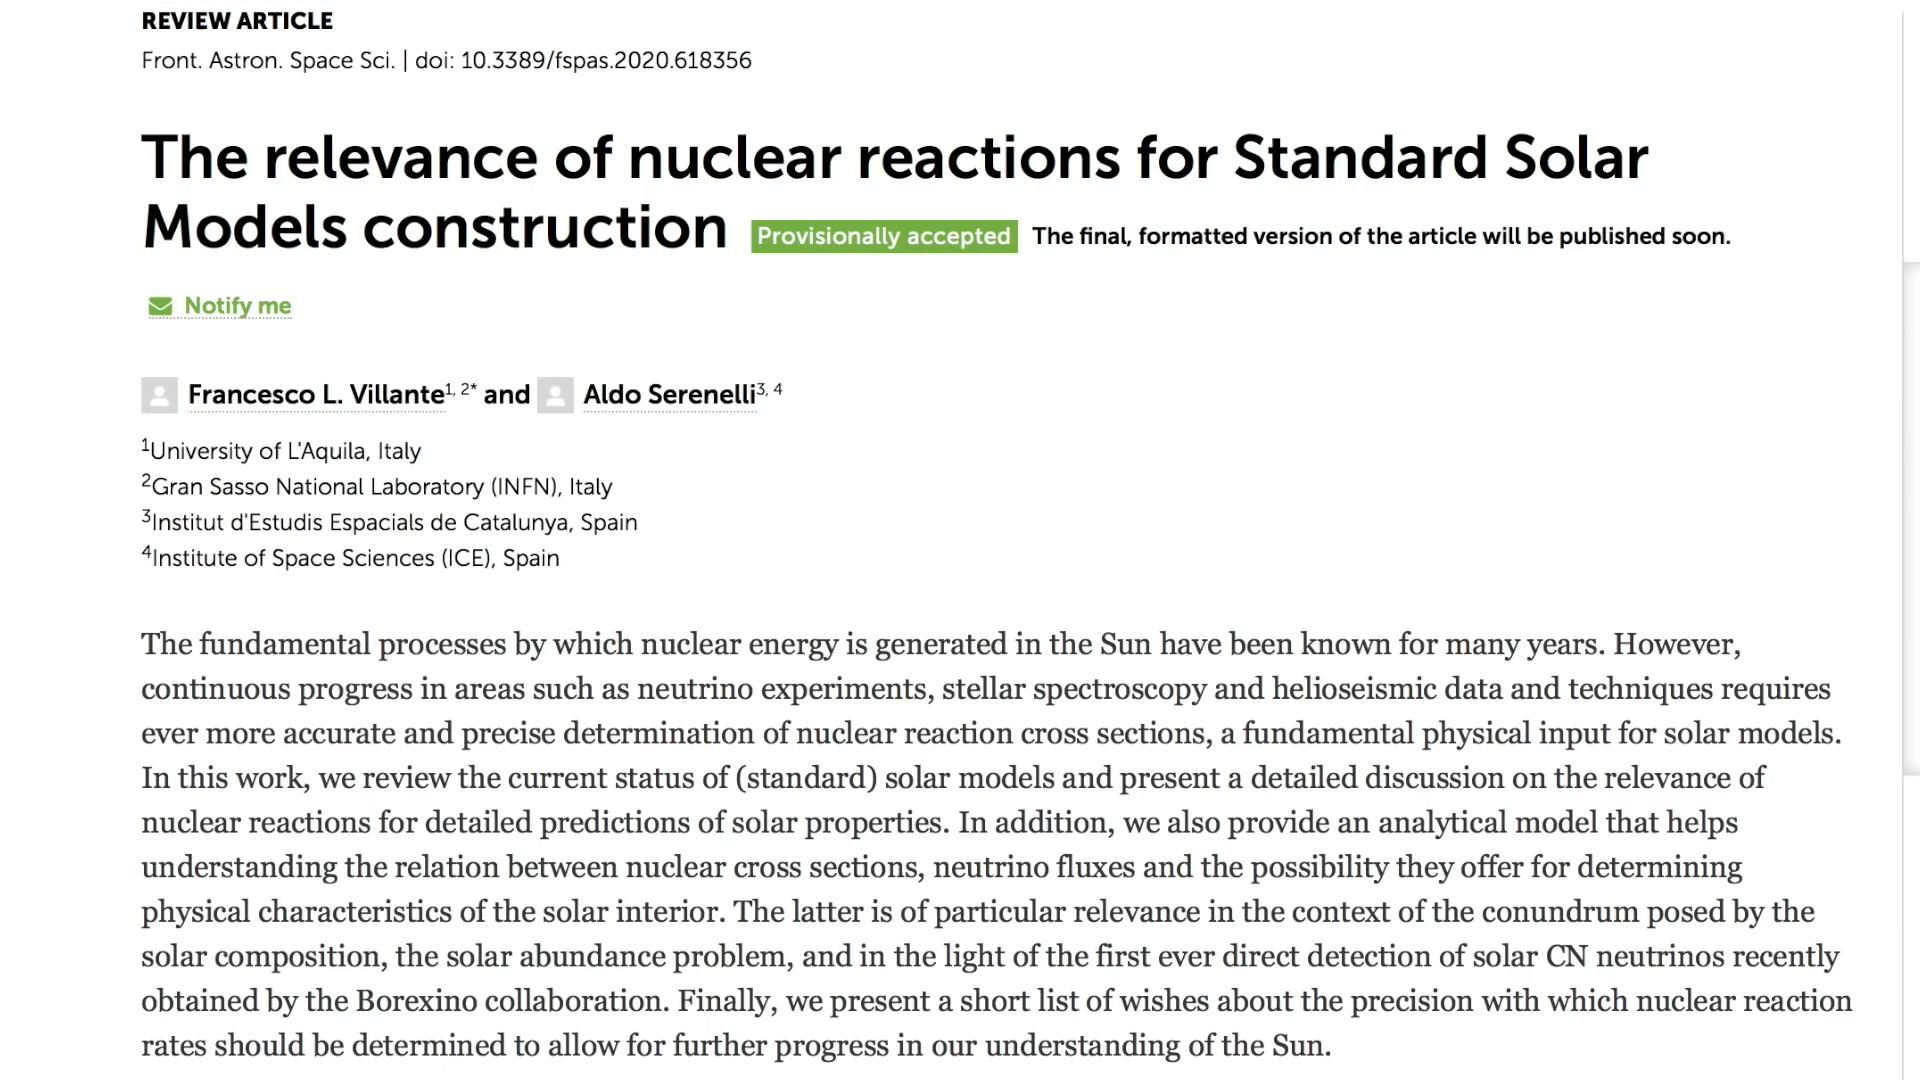 REVIEW ARTICLE
Front. Astron. Space Sci. | doi: 10.3389/fspas.2020.618356
The relevance of nuclear reactions for Standard Solar
Models construction Provisionally accepted The final, formatted version of the article will be published soon.
Notify me
Francesco L. Villante1, 2* and Aldo Serenelli3, 4
1University of L'Aquila, Italy
2Gran Sasso National Laboratory (INFN), Italy
3Institut d'Estudis Espacials de Catalunya, Spain
4Institute of Space Sciences (ICE), Spain
The fundamental processes by which nuclear energy is generated in the Sun have been known for many years. However,
continuous progress in areas such as neutrino experiments, stellar spectroscopy and helioseismic data and techniques requires
ever more accurate and precise determination of nuclear reaction cross sections, a fundamental physical input for solar models.
In this work, we review the current status of (standard) solar models and present a detailed discussion on the relevance of
nuclear reactions for detailed predictions of solar properties. In addition, we also provide an analytical model that helps
understanding the relation between nuclear cross sections, neutrino fluxes and the possibility they offer for determining
physical characteristics of the solar interior. The latter is of particular relevance in the context of the conundrum posed by the
solar composition, the solar abundance problem, and in the light of the first ever direct detection of solar CN neutrinos recently
obtained by the Borexino collaboration. Finally, we present a short list of wishes about the precision with which nuclear reaction
rates should be determined to allow for further progress in our understanding of the Sun.